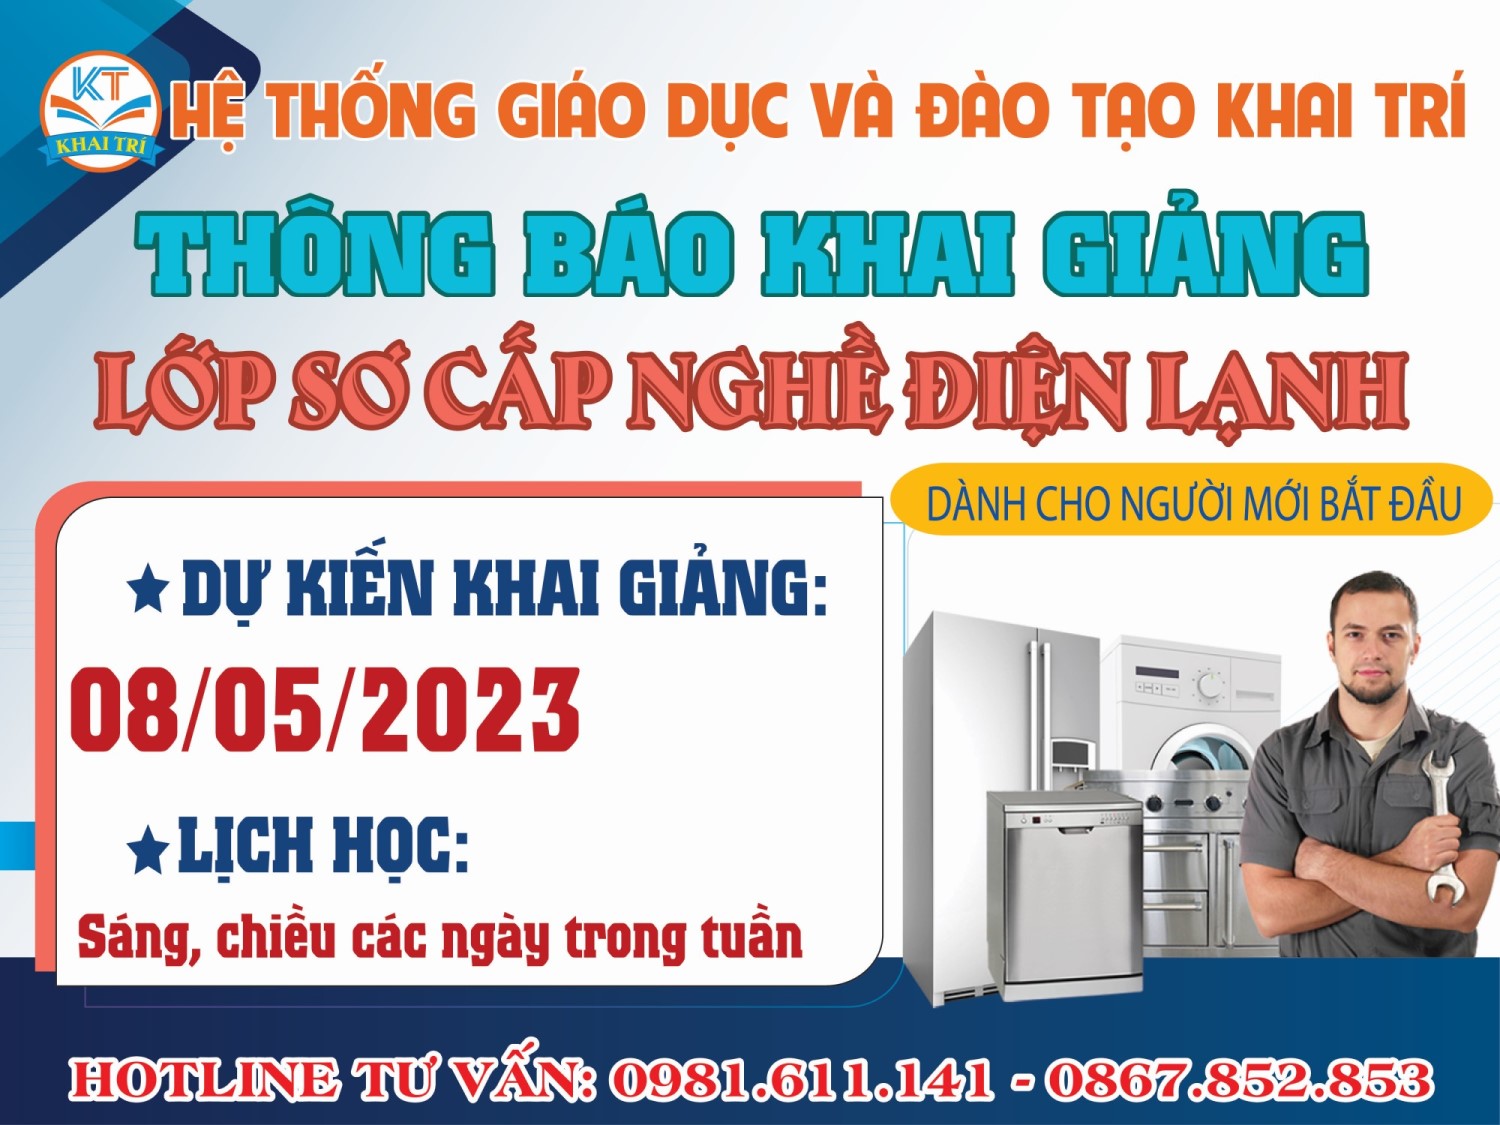 KT
KHAI TRÍ
HỆ THỐNG GIÁO DỤC VÀ ĐÀO TẠO KHAI TRÍ
THÔNG BÁO KHAI GIẢNG
LỚP SƠ CẤP NGHỀ ĐIỆN LẠNH
DÀNH CHO NGƯỜI MỚI BẮT ĐẦU
DỰ KIẾN KHAI GIẢNG:
08/05/2023
LỊCH HỌC:
Sáng, chiều các ngày trong tuần
HOTLINE TƯ VẤN: 0981.611.141 - 0867.852.853